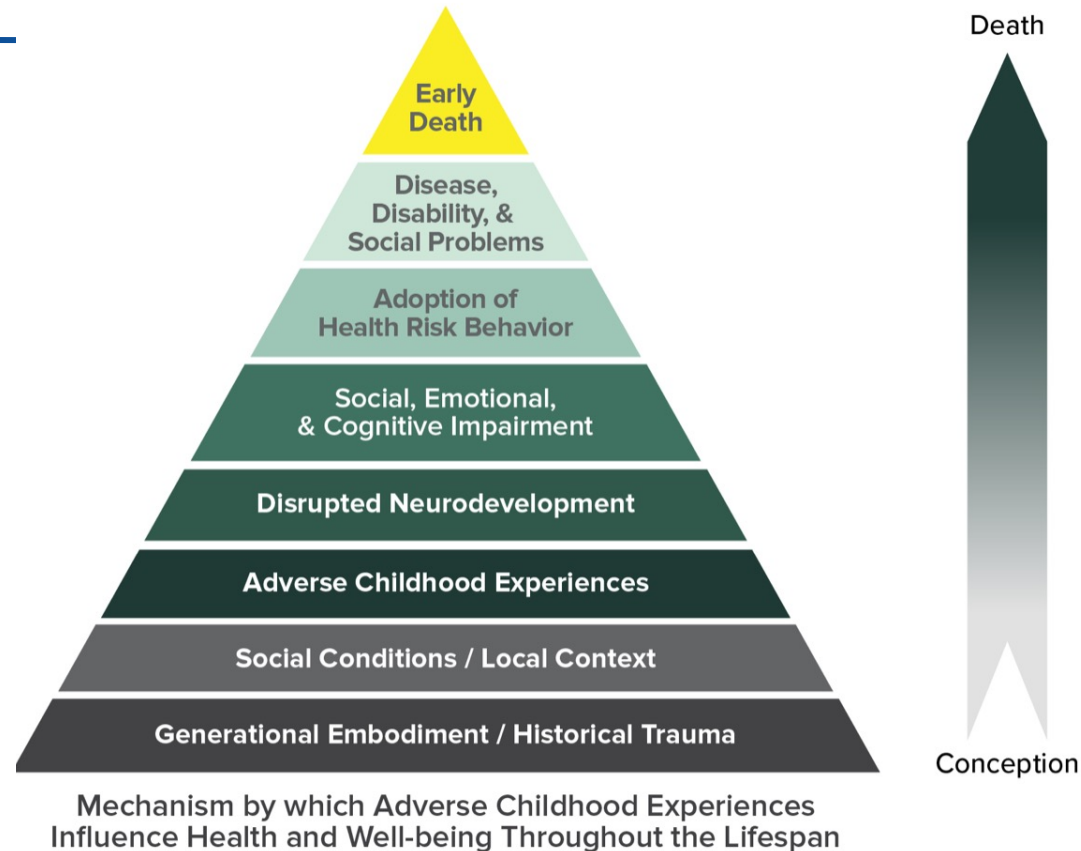 Death
Early
Death
Disease,
Disability, &
Social Problems
Adoption of
Health Risk Behavior
Social, Emotional,
& Cognitive Impairment
Disrupted Neurodevelopment
Adverse Childhood Experiences
Social Conditions / Local Context
Generational Embodiment / Historical Trauma
Conception
Mechanism by which Adverse Childhood Experiences
Influence Health and Well-being Throughout the Lifespan